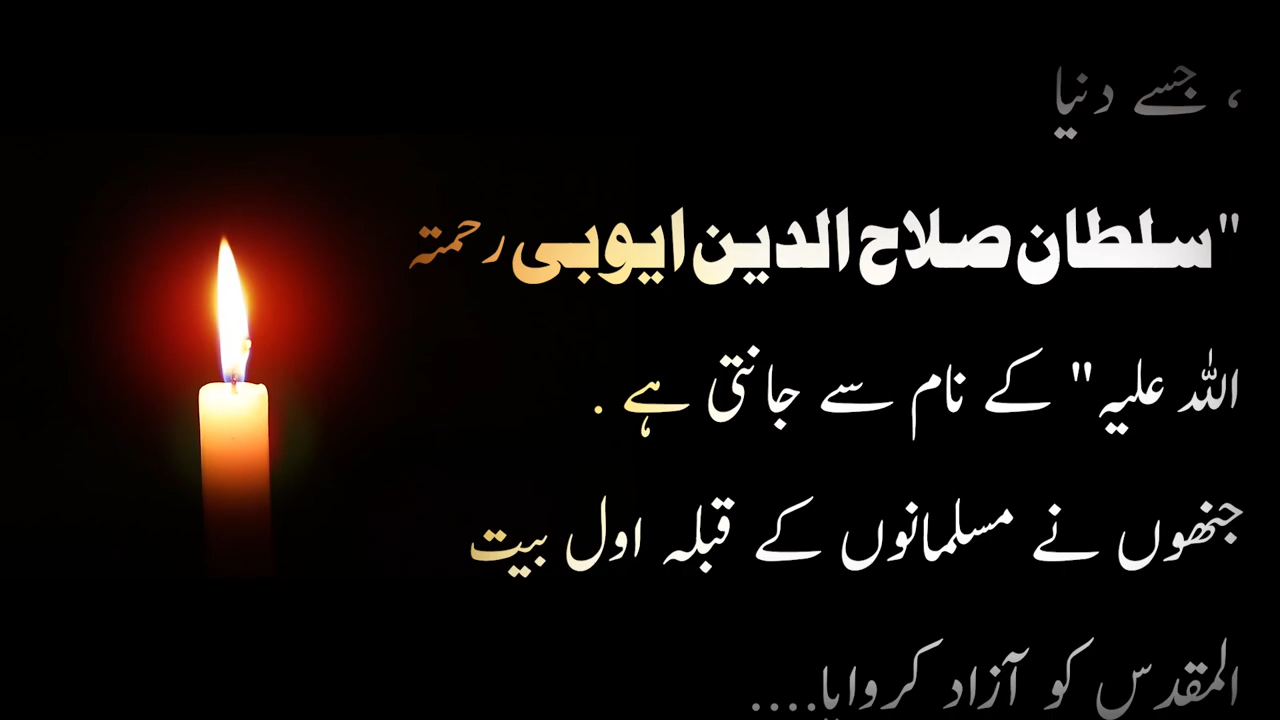 ، جسے دنیا
"سلطان صلاح الدین ایوبی رحمتہ
اللہ علیہ" کے نام سے جانتی ہے .
جنھوں نے مسلمانوں کے قبلہ اول بیت
المقدس کو آزاد کروایا....